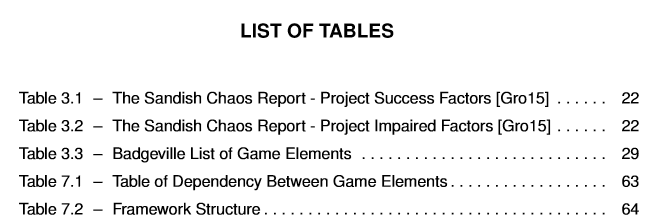 LIST OF TABLES
Table 3.1 – The Sandish Chaos Report - Project Success Factors [Gro15] . . . . . . 22
Table 3.2 – The Sandish Chaos Report - Project Impaired Factors [Gro15] . . . . . . 22
Table 3.3 – Badgeville List of Game Elements . . . . . . . . . . . . . . . . . . . . . . . . . . . 29
Table 7.1 – Table of Dependency Between Game Elements . . . . . . . . . . . . . . . . . 63
Table 7.2 – Framework Structure . . . . . . . . . . . . . . . . . . . . . . . . . . . . . . . . . . . . . 64